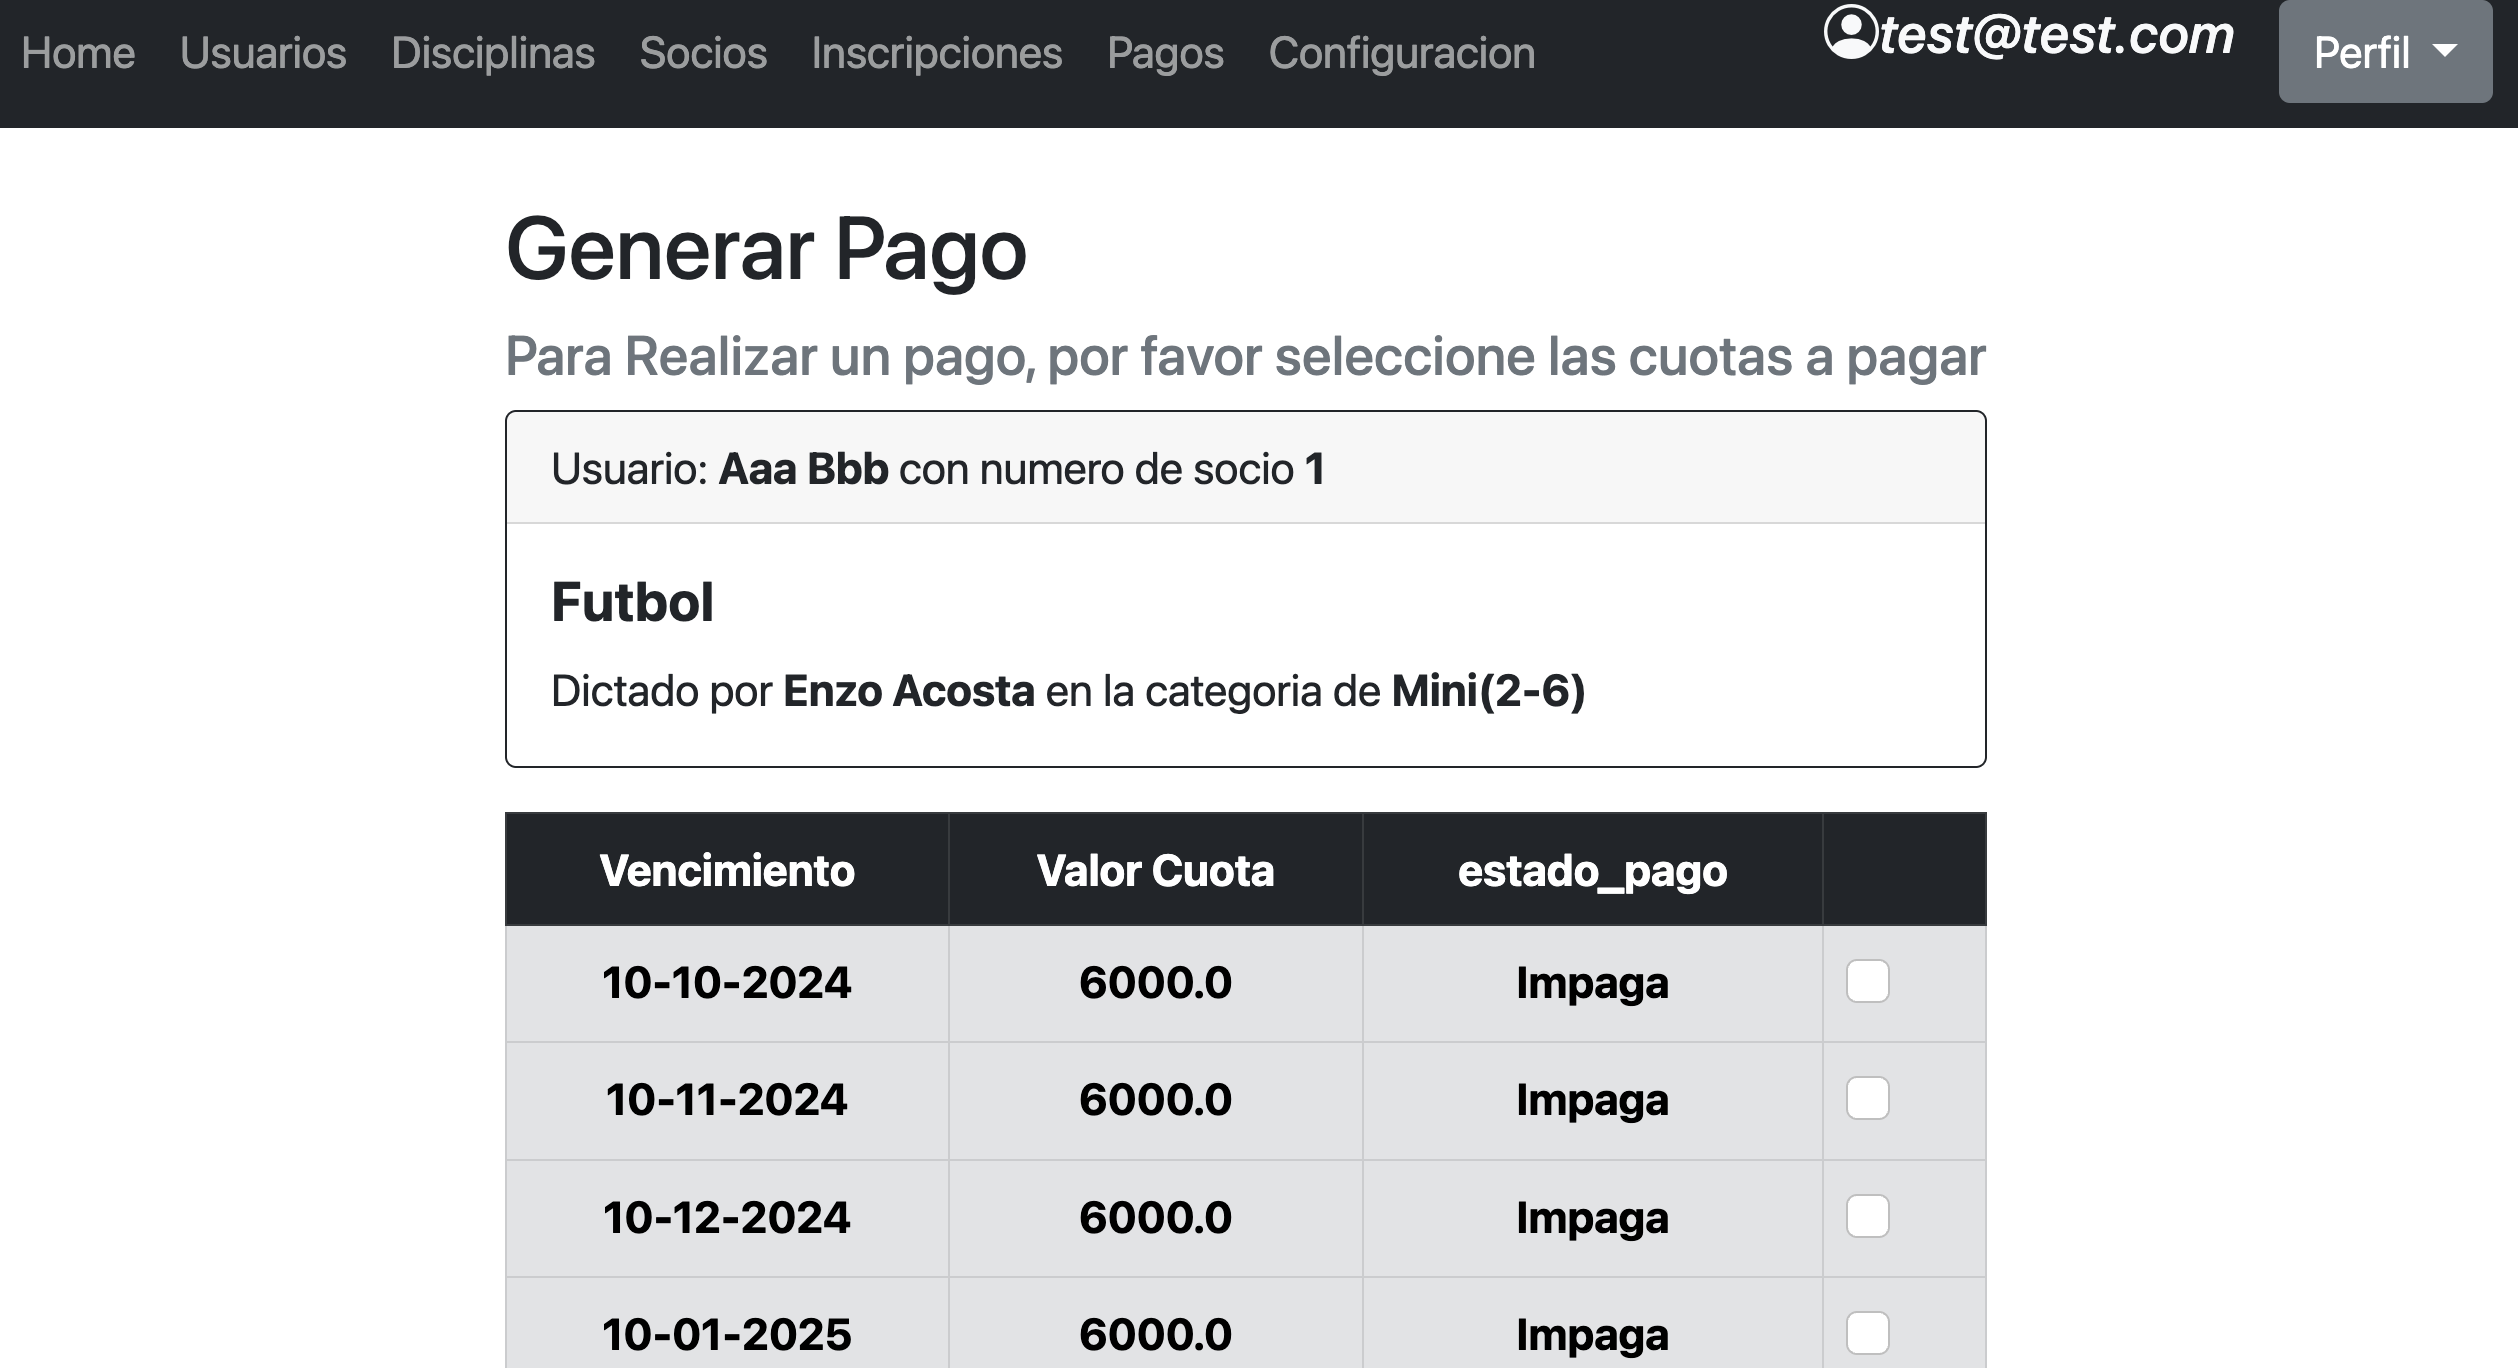 Home Usuarios Disciplinas Socios Inscripciones Pagos Configuracion test@test.com Perfil
Generar Pago
Para Realizar un pago, por favor seleccione las cuotas a pagar
Usuario: Aaa Bbb con numero de socio 1
Futbol
Dictado por Enzo Acosta en la categoria de Mini(2-6)
Vencimiento Valor Cuota estado_pago
10-10-2024 6000.0 Impaga
10-11-2024 6000.0 Impaga
10-12-2024 6000.0 Impaga
10-01-2025 6000.0 Impaga